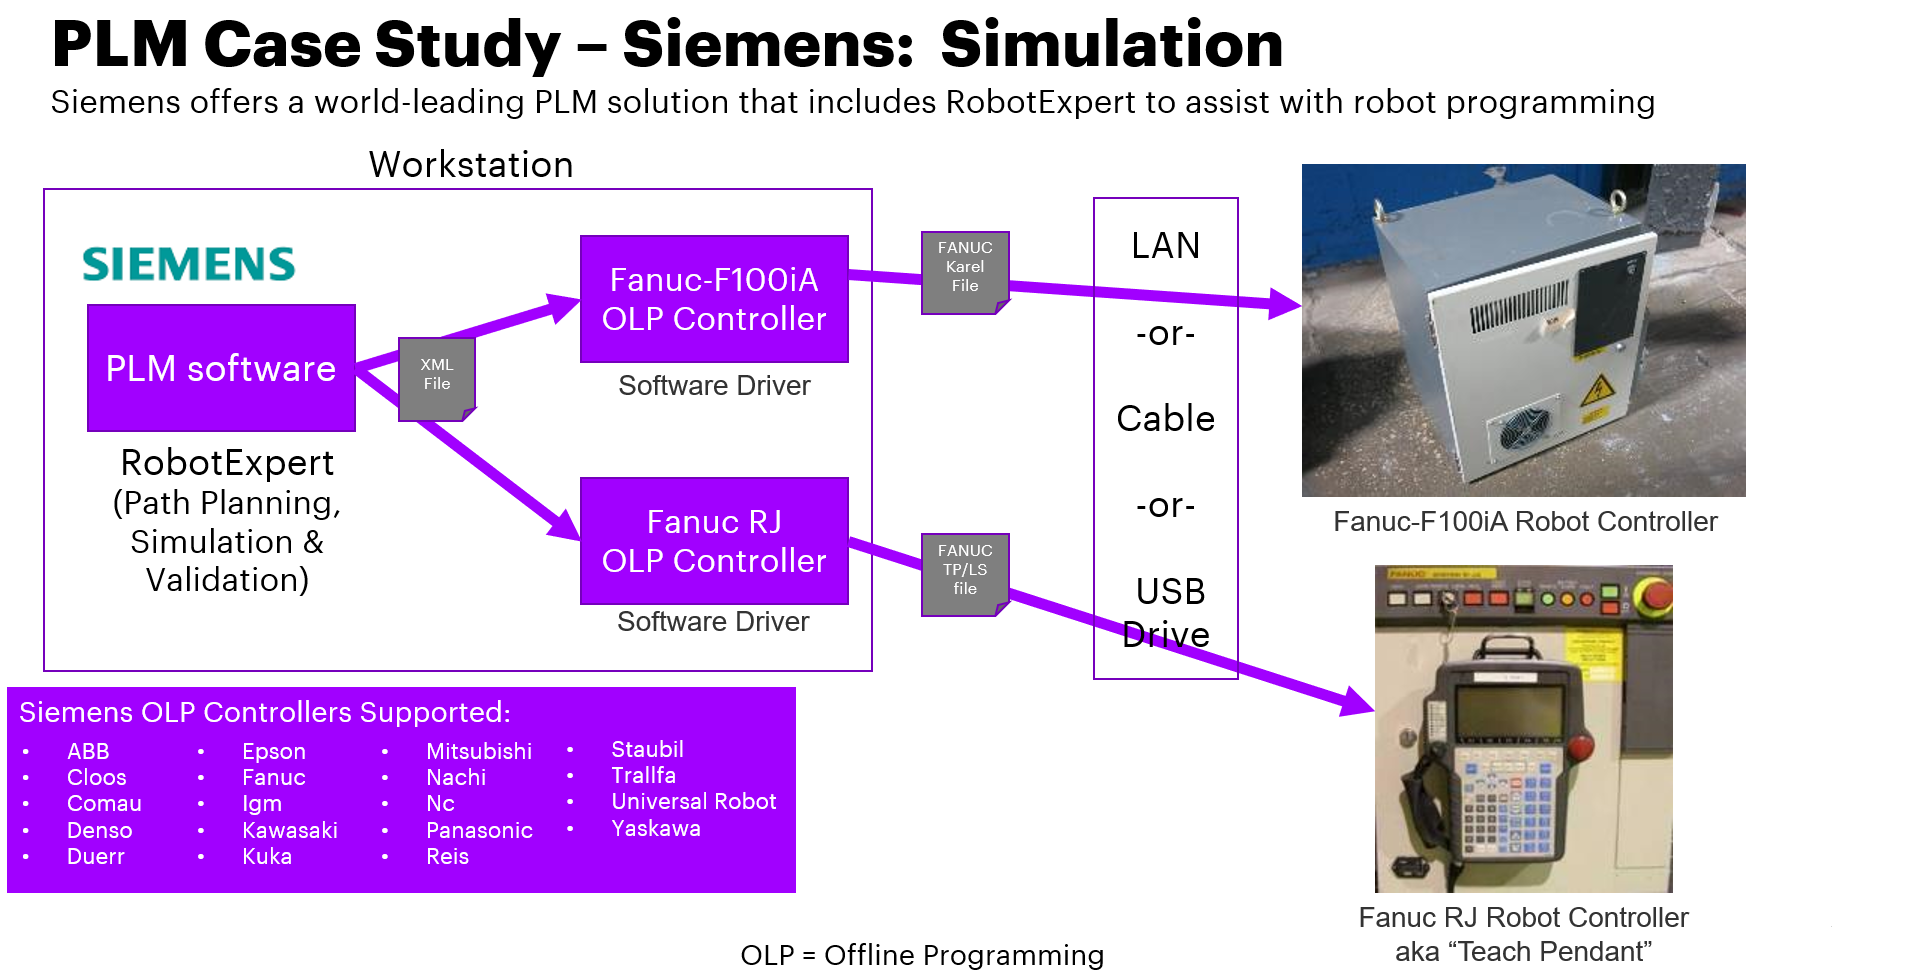 PLM Case Study – Siemens:  Simulation
Siemens offers a world-leading PLM solution that includes RobotExpert to assist with robot programming
Workstation
SIEMENS
PLM software
RobotExpert
(Path Planning,
Simulation &
Validation)
XML
File
Fanuc-F100iA
OLP Controller
Software Driver
Fanuc RJ
OLP Controller
Software Driver
FANUC
Karel
File
FANUC
TP/LS
file
LAN
-or-
Cable
-or-
USB
Drive
Fanuc-F100iA Robot Controller
FANUC
Fanuc RJ Robot Controller
aka “Teach Pendant”
Siemens OLP Controllers Supported:
• ABB
• Cloos
• Comau
• Denso
• Duerr
• Epson
• Fanuc
• Igm
• Kawasaki
• Kuka
• Mitsubishi
• Nachi
• Nc
• Panasonic
• Reis
• Staubil
• Trallfa
• Universal Robot
• Yaskawa
OLP = Offline Programming